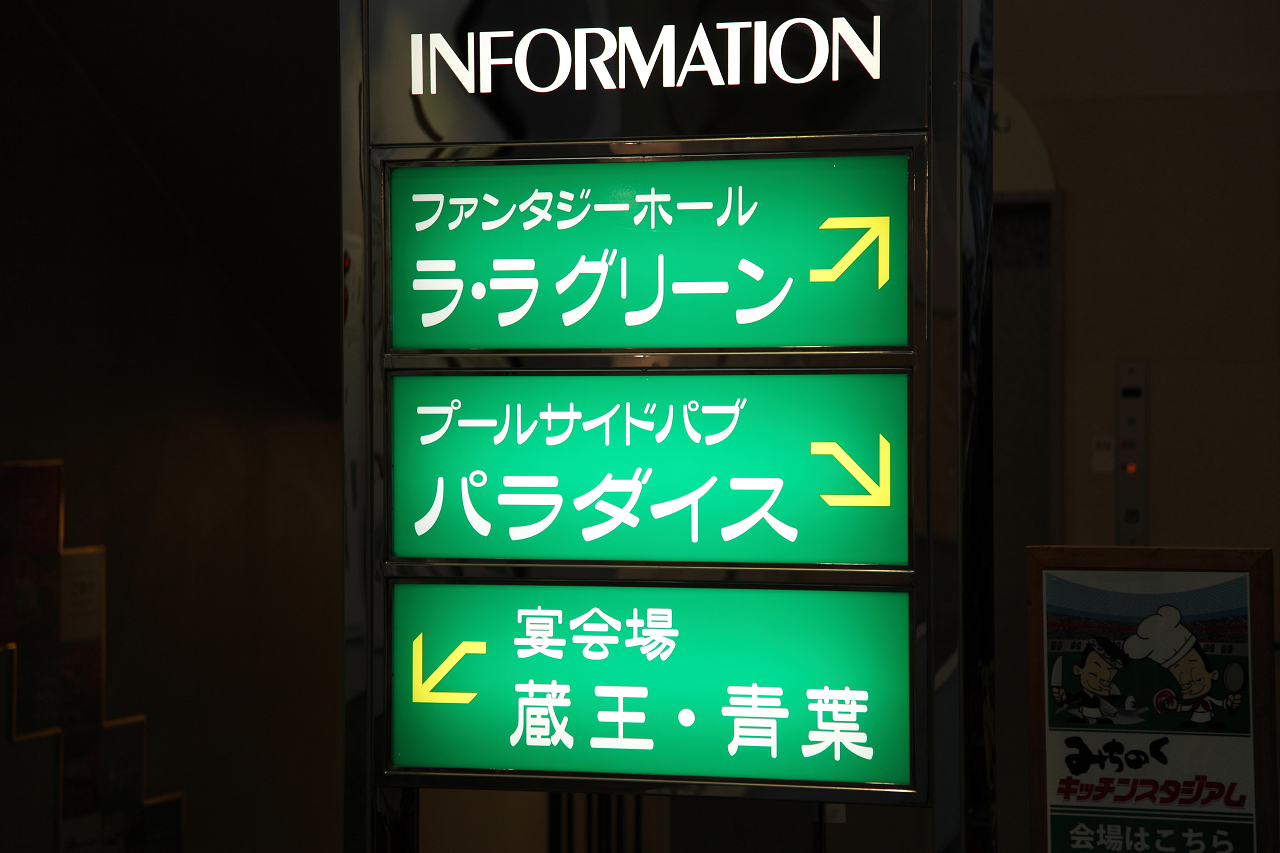 INFORMATION
ファンタジーホール
ラ・ラグリーン
プールサイドパブ
パラダイス
宴会場
蔵王・青葉
みちのく
キッチンスタジアム
会場はこちら